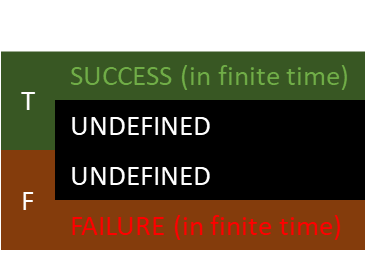 SUCCESS (in finite time)
T
UNDEFINED
UNDEFINED
F
FAILURE (in finite time)